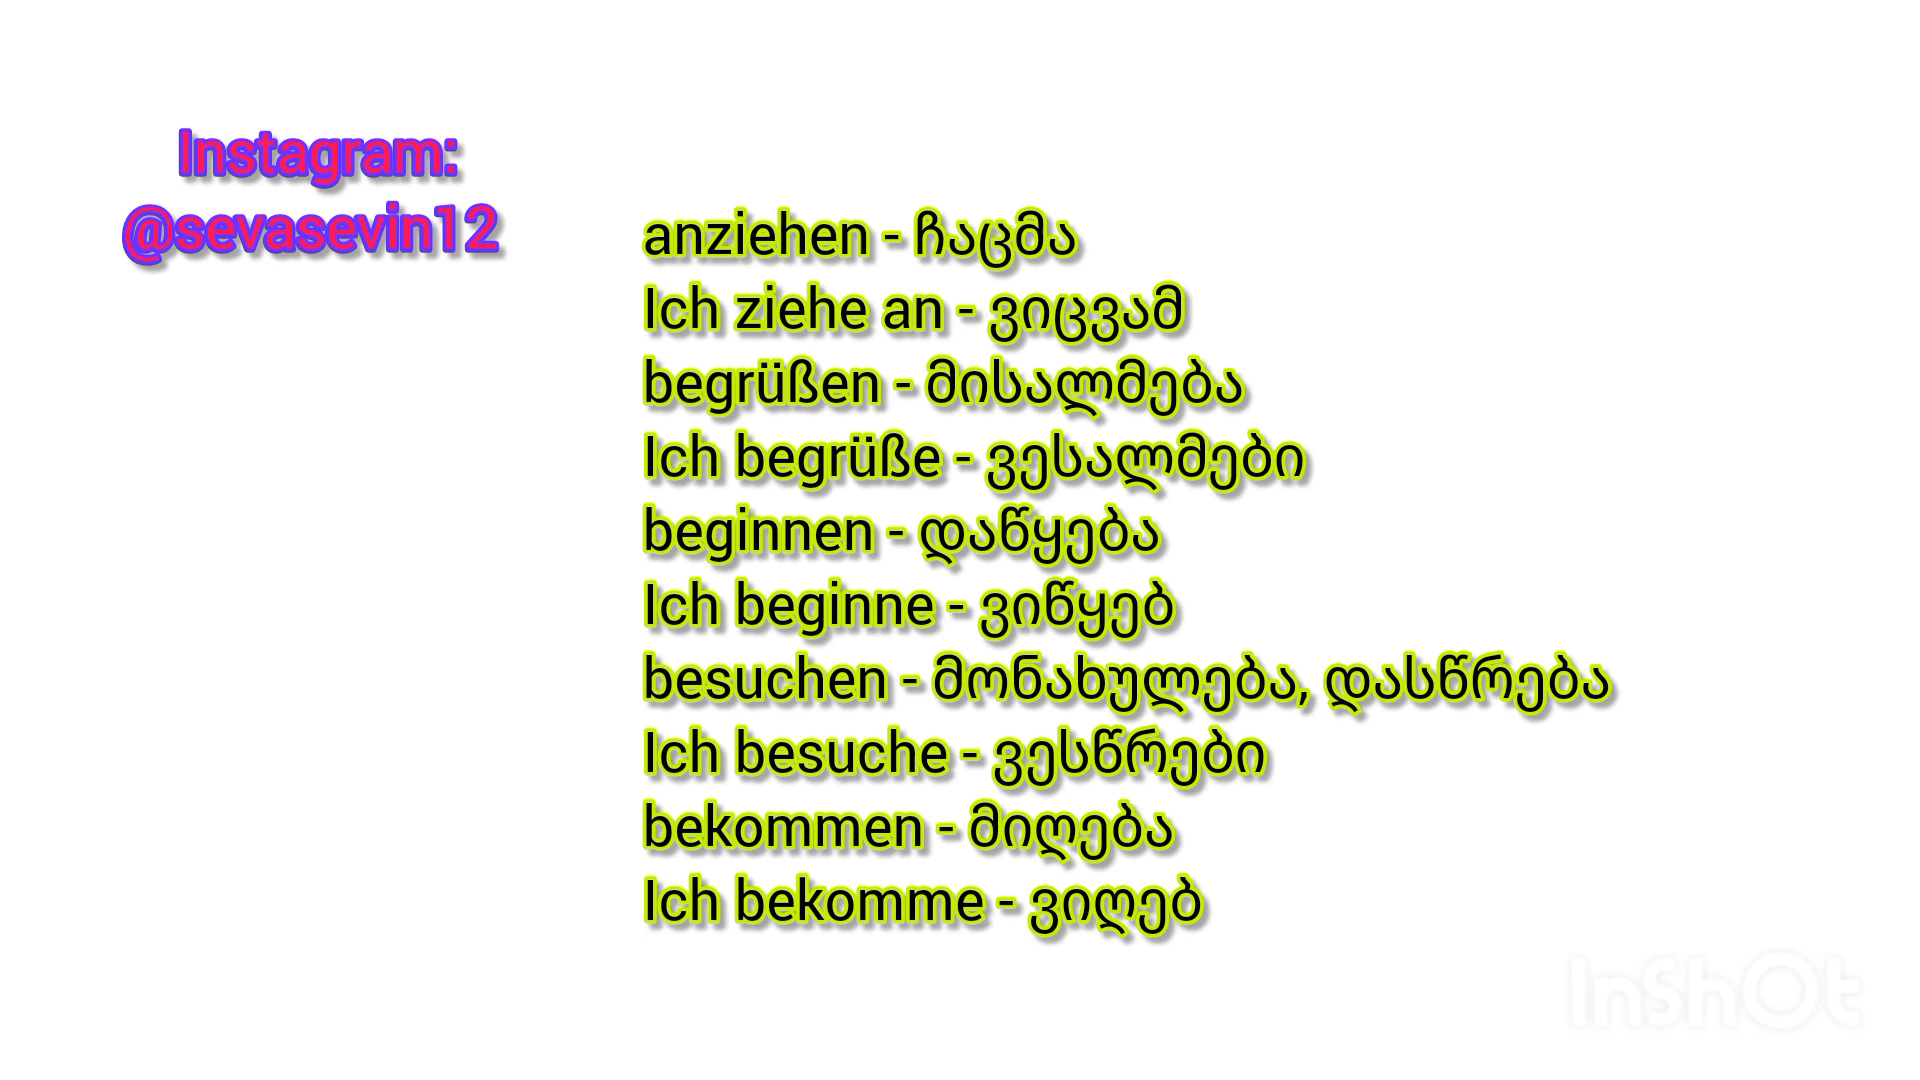 Instagram:
@sevasevin12
anziehen - ჩაცმა
Ich ziehe an - ვიცვამ
begrüßen - მისალმება
Ich begrüße - ვესალმები
beginnen - დაწყება
Ich beginne - ვიწყებ
besuchen - მონახულება, დასწრება
Ich besuche - ვესწრები
bekommen - მიღება
Ich bekomme - ვიღებ
InShOt